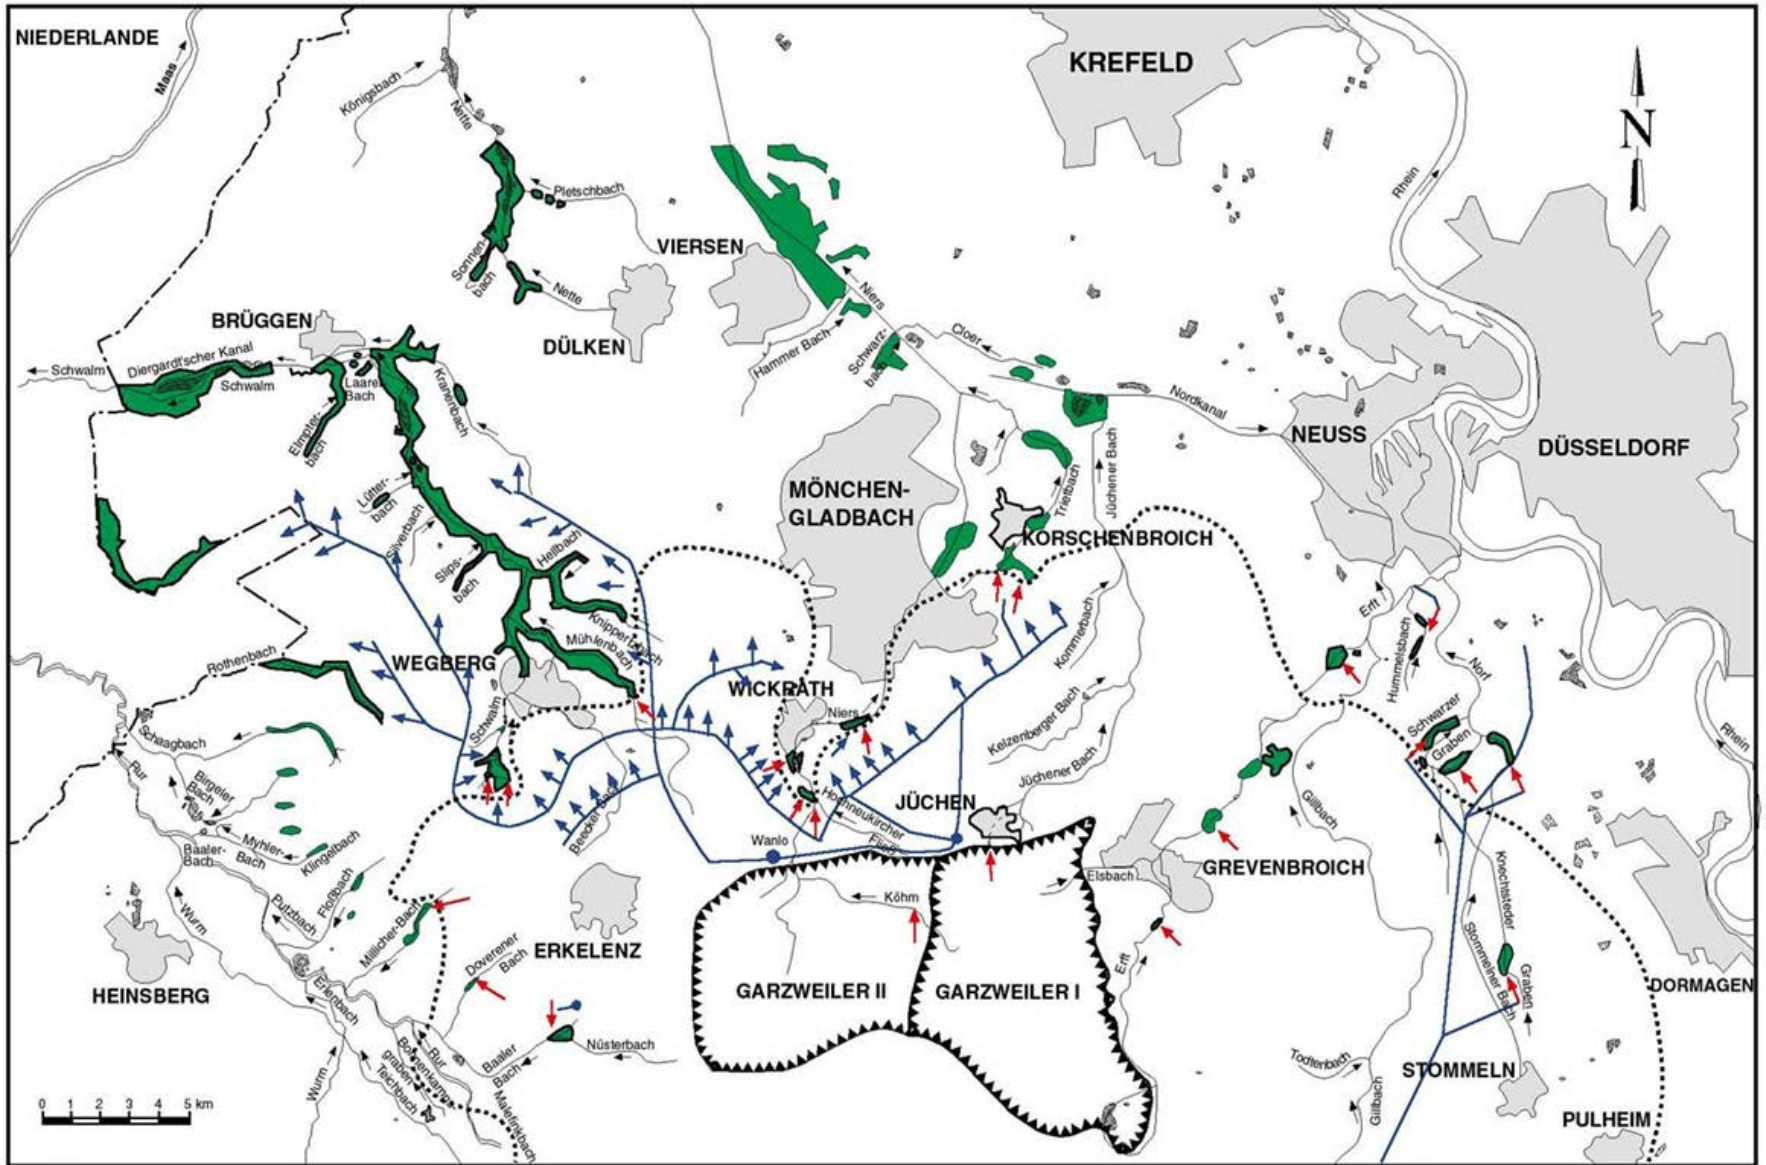 NIEDERLANDE
Maas
KREFELD
N
Königsbach
Nette
Pletschbach
Rhein
VIERSEN
Sonnen-
bach
Nette
Niers
BRÜGGEN
DÜLKEN
Hammer Bach
Schwarz-
bach
Cloer
Schwalm
Diergardt'scher Kanal
Schwalm
Laarer
Bach
Kranenbach
Nordkanal
Elmpter-
bach
NEUSS
DÜSSELDORF
MÖNCHEN-
GLADBACH
Lütter-
bach
Trietbach
Jüchener Bach
Silverbach
KORSCHENBROICH
Slips-
bach
Hellbach
Knippertzbach
Mühlenbach
Erft
Hummelsbach
Norf
Kommerbach
Rothenbach
WEGBERG
WICKRATH
Schwalm
Niers
Kelzenberger Bach
Schwarzer
Graben
Rhein
Schaagbach
Rur
Birgeler
Bach
Jüchener Bach
Gillbach
JÜCHEN
Hochneukircher
Fließ
Beecker Bach
Wanlo
Myhler-
Bach
Baaler-
Bach
Klingelbach
Elsbach
GREVENBROICH
Floßbach
Putzbach
Wurm
Millicher-Bach
Köhm
Knechtsteder
Graben
Stommelner Bach
Doverener
Bach
ERKELENZ
Erft
HEINSBERG
GARZWEILER II
GARZWEILER I
DORMAGEN
Erlenbach
Nüsterbach
Baaler
Bach
Rur
Bohnenkamp-
graben
Teichbach
Wurm
Malefinkbach
Todtenbach
Gillbach
STOMMELN
PULHEIM
0 1 2 3 4 5 km